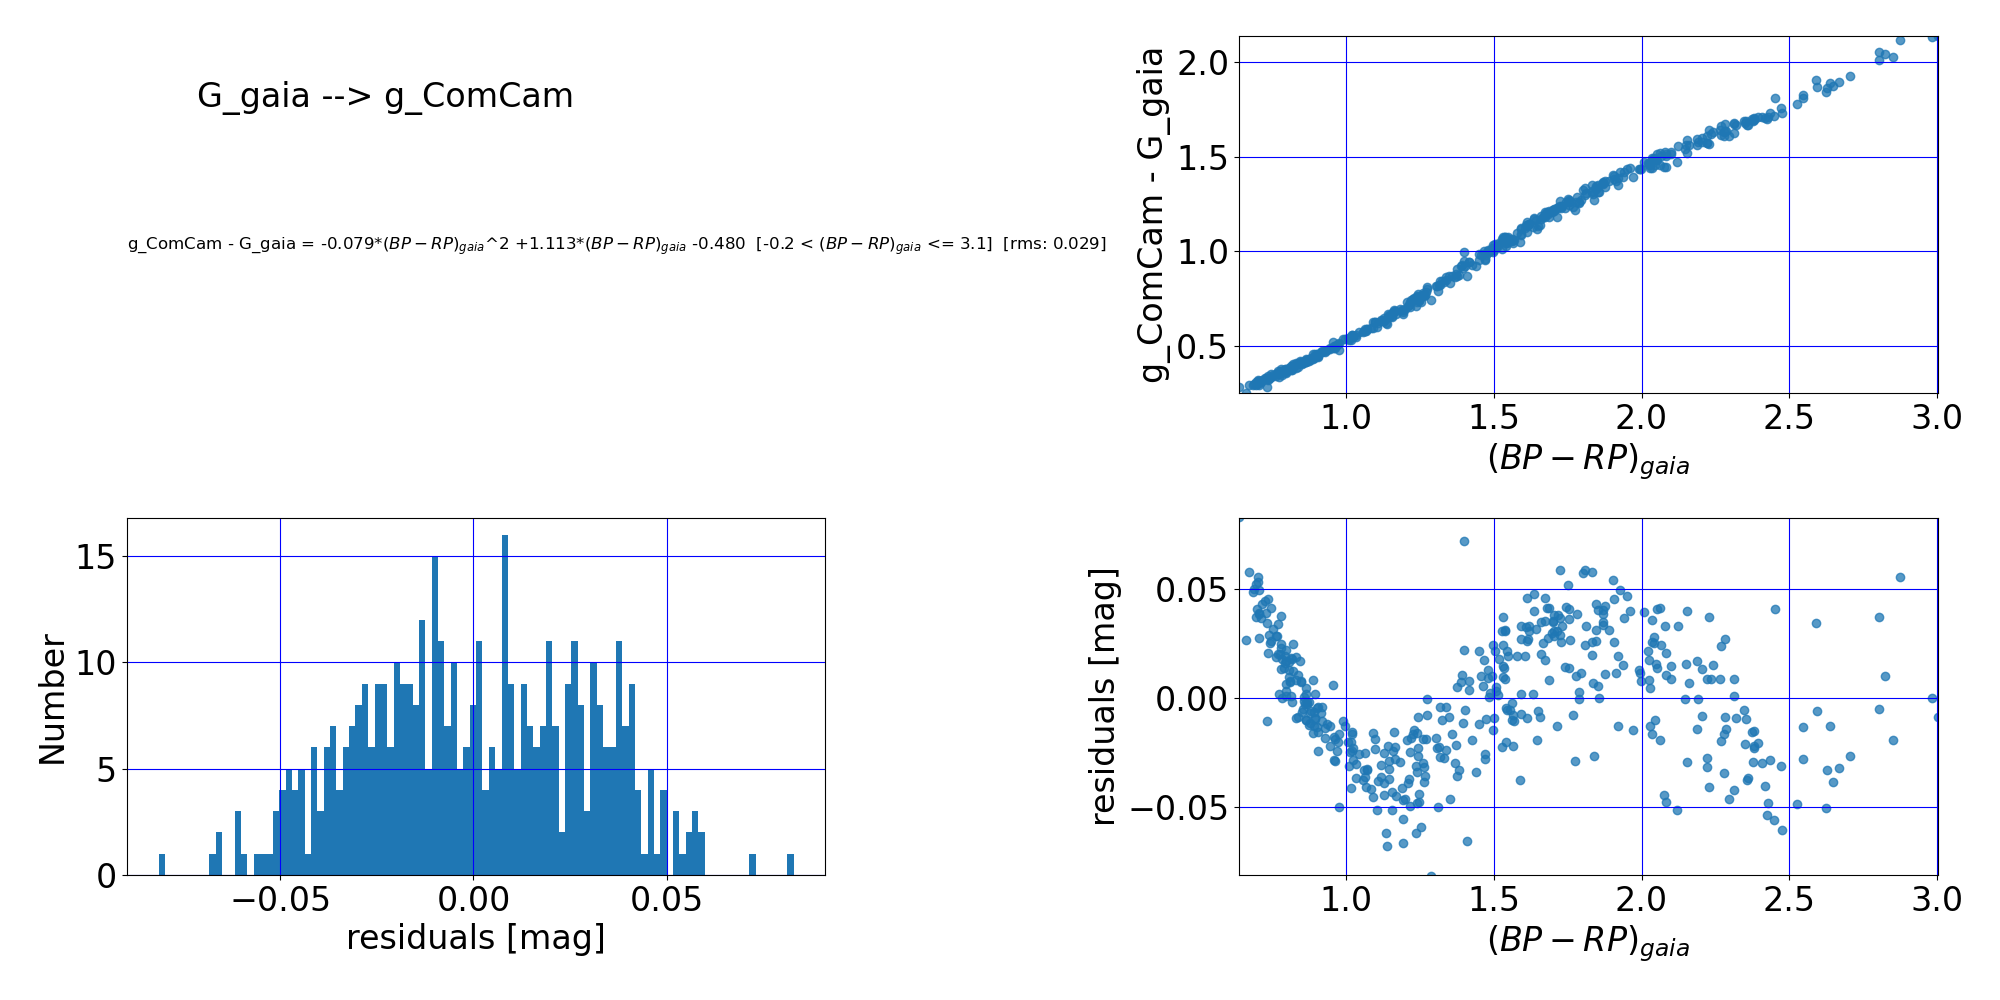 G_gaia --> g_ComCam
g_ComCam - G_gaia = -0.079*(BP−RP)gaia^2 +1.113*(BP−RP)gaia -0.480  [-0.2 < (BP−RP)gaia <= 3.1]  [rms: 0.029]
g_ComCam - G_gaia
2.0
1.5
1.0
0.5
1.0 1.5 2.0 2.5 3.0
(BP − RP)gaia
Number
15
10
5
0
−0.05 0.00 0.05
residuals [mag]
residuals [mag]
0.05
0.00
−0.05
1.0 1.5 2.0 2.5 3.0
(BP − RP)gaia